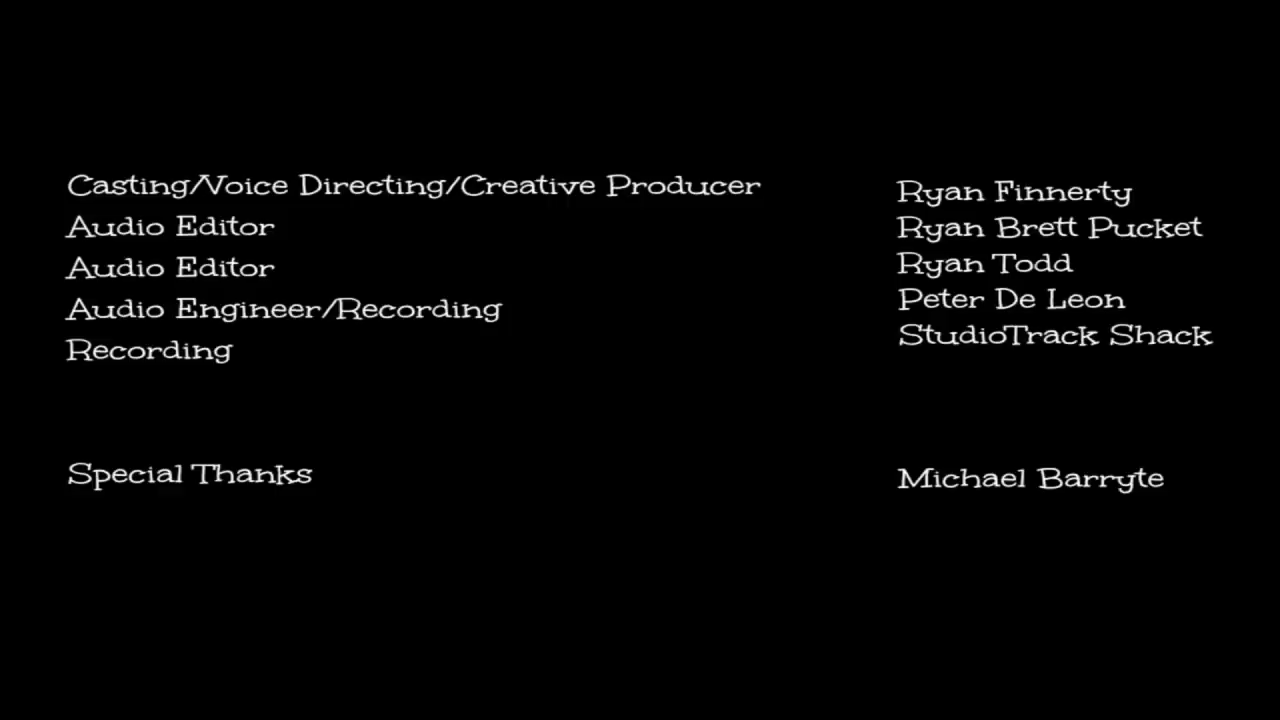 Casting/Voice Directing/Creative Producer Ryan Finnerty
Audio Editor Ryan Brett Pucket
Audio Editor Ryan Todd
Audio Engineer/Recording Peter De Leon
Recording StudioTrack Shack
Special Thanks Michael Barryte